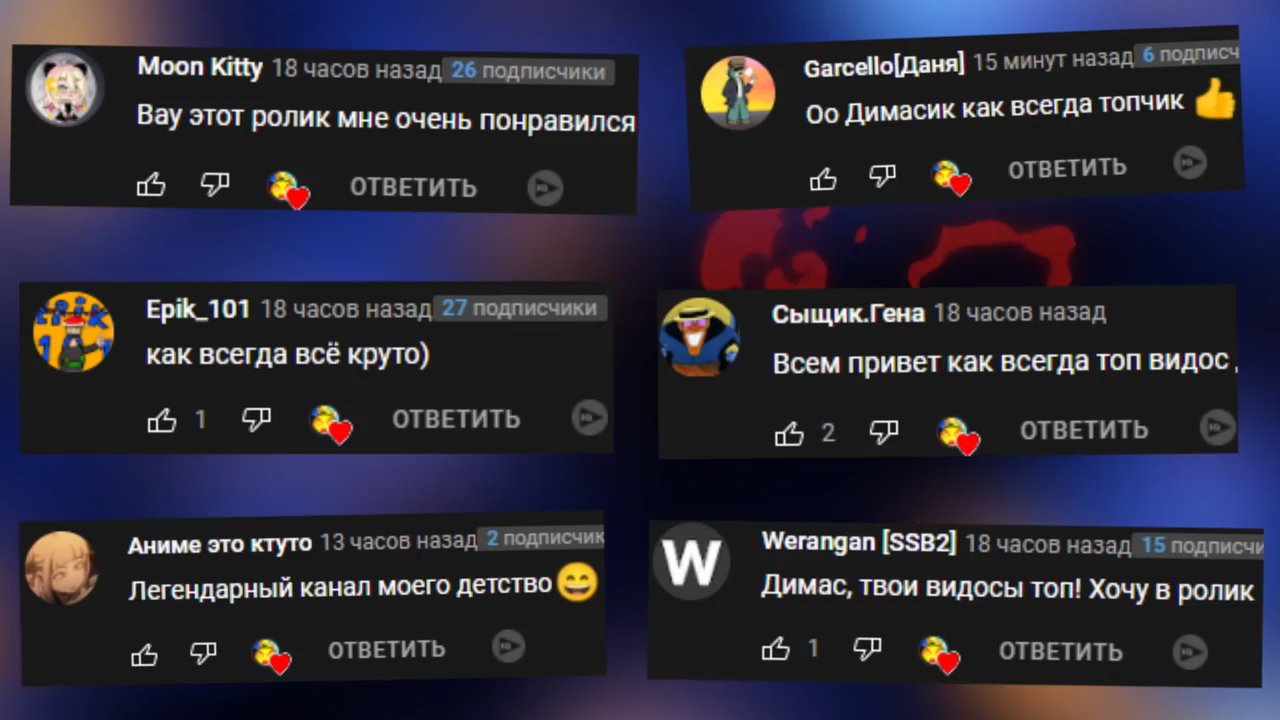 Moon Kitty 18 часов назад 26 подписчики
Вау этот ролик мне очень понравился
ОТВЕТИТЬ
Garcello[Даня] 15 минут назад 6 подписч
Оо Димасик как всегда топчик 👍
ОТВЕТИТЬ
Epik_101 18 часов назад 27 подписчики
как всегда всё круто)
1 ОТВЕТИТЬ
Сыщик.Гена 18 часов назад
Всем привет как всегда топ видос
2 ОТВЕТИТЬ
Аниме это ктуто 13 часов назад 2 подписчик
Легендарный канал моего детство 😄
ОТВЕТИТЬ
W
Werangan [SSB2] 18 часов назад 15 подписчи
Димас, твои видосы топ! Хочу в ролик
1 ОТВЕТИТЬ